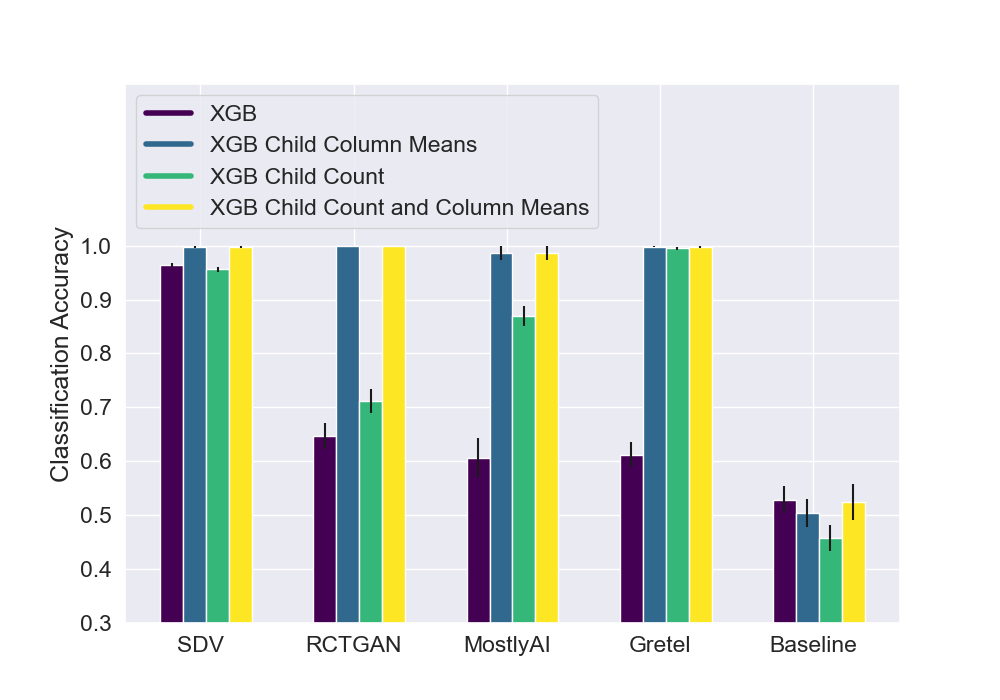 XGB
XGB Child Column Means
XGB Child Count
XGB Child Count and Column Means
Classification Accuracy
1.0
0.9
0.8
0.7
0.6
0.5
0.4
0.3
SDV RCTGAN MostlyAI Gretel Baseline